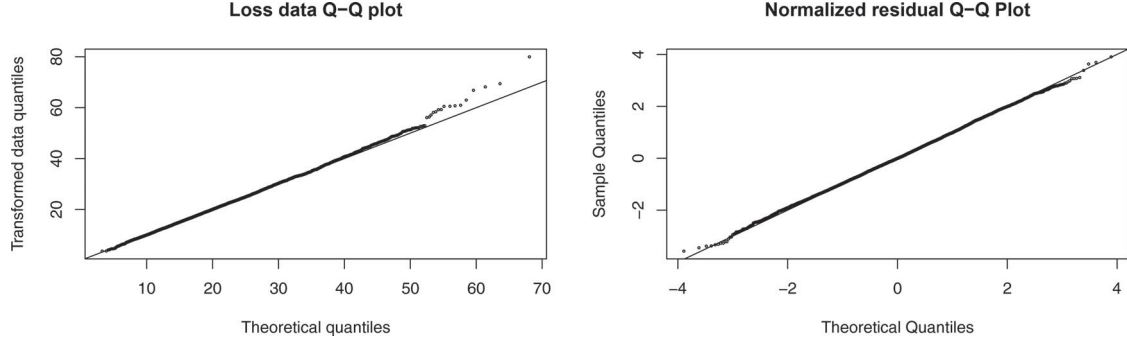 Loss data Q−Q plot
Transformed data quantiles
80
60
40
20
10 20 30 40 50 60 70
Theoretical quantiles
Normalized residual Q−Q Plot
Sample Quantiles
4
2
0
−2
−4 −2 0 2 4
Theoretical Quantiles